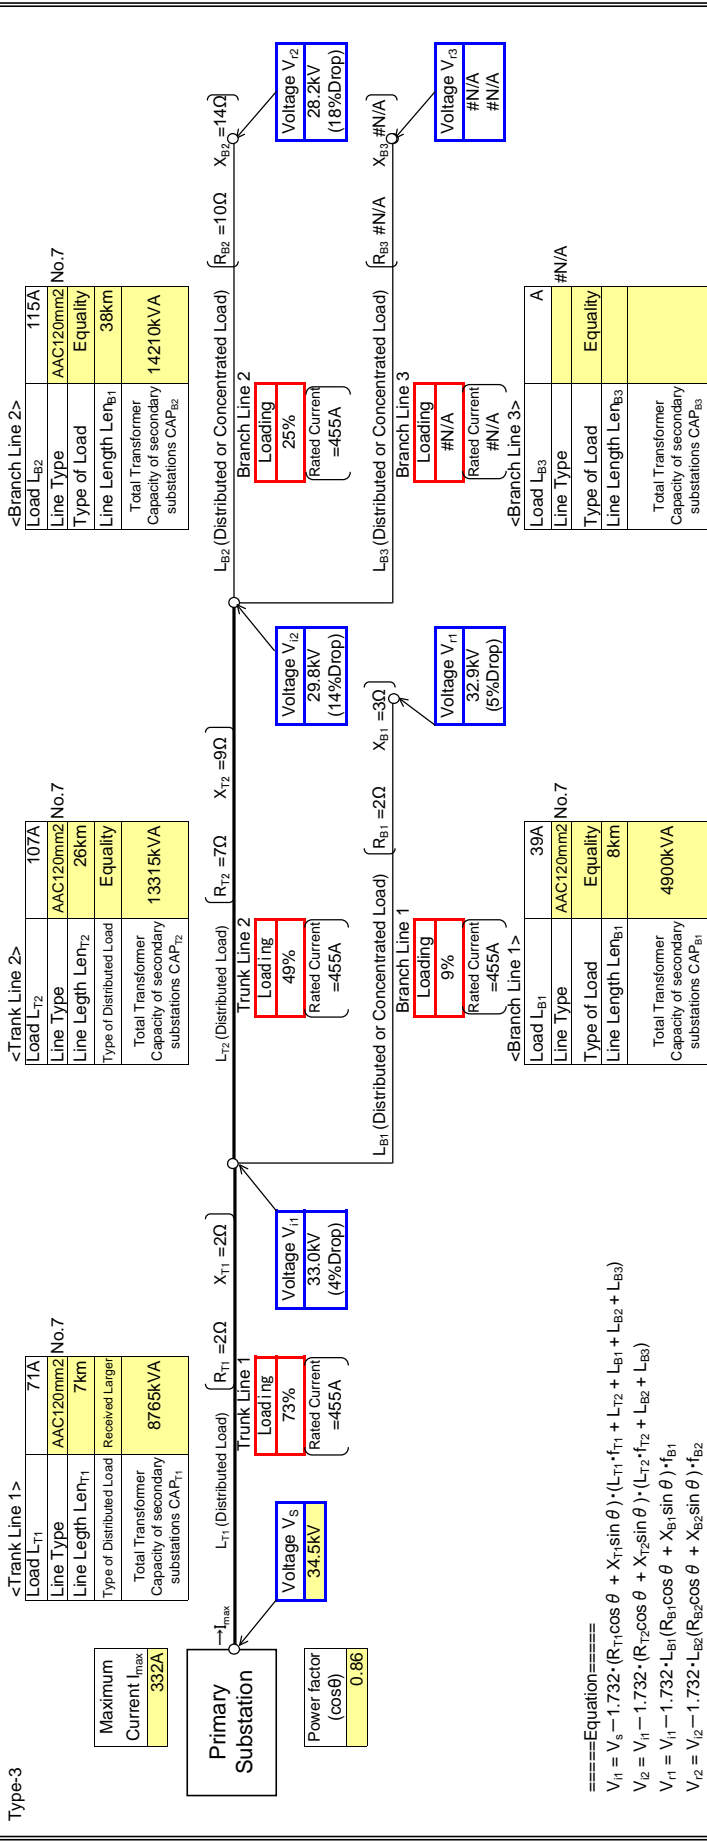 Type-3
Maximum
Current Imax
332A
Primary
Substation
Power factor
(cosθ)
0.86
→Imax
Voltage VS
34.5kV
<Trank Line 1>
Load LT1 71A
Line Type AAC120mm2 No.7
Line Legth LenT1 7km
Type of Distributed Load Received Larger
Total Transformer
Capacity of secondary
substations CAPT1
8765kVA
LT1 (Distributed Load) RT1 =2Ω XT1 =2Ω
Trunk Line 1
Loading
73%
Rated Current
=455A
Voltage Vi1
33.0kV
(4%Drop)
<Trank Line 2>
Load LT2 107A
Line Type AAC120mm2 No.7
Line Legth LenT2 26km
Type of Distributed Load Equality
Total Transformer
Capacity of secondary
substations CAPT2
13315kVA
LT2 (Distributed Load) RT2 =7Ω XT2 =9Ω
Trunk Line 2
Loading
49%
Rated Current
=455A
Voltage Vi2
29.8kV
(14%Drop)
LB1 (Distributed or Concentrated Load) RB1 =2Ω XB1 =3Ω
Branch Line 1
Loading
9%
Rated Current
=455A
Voltage Vr1
32.9kV
(5%Drop)
<Branch Line 1>
Load LB1 39A
Line Type AAC120mm2 No.7
Type of Load Equality
Line Length LenB1 8km
Total Transformer
Capacity of secondary
substations CAPB1
4900kVA
<Branch Line 2>
Load LB2 115A
Line Type AAC120mm2 No.7
Type of Load Equality
Line Length LenB1 38km
Total Transformer
Capacity of secondary
substations CAPB2
14210kVA
LB2 (Distributed or Concentrated Load) RB2 =10Ω XB2 =14Ω
Branch Line 2
Loading
25%
Rated Current
=455A
Voltage Vr2
28.2kV
(18%Drop)
LB3 (Distributed or Concentrated Load) RB3 #N/A XB3 #N/A
Branch Line 3
Loading
#N/A
Rated Current
#N/A
Voltage Vr3
#N/A
#N/A
<Branch Line 3>
Load LB3 A
Line Type #N/A
Type of Load Equality
Line Length LenB3
Total Transformer
Capacity of secondary
substations CAPB3
=====Equation=====
Vi1 = Vs－1.732･(RT1cos θ + XT1sin θ)･(LT1･fT1 + LT2 + LB1 + LB2 + LB3)
Vi2 = Vi1－1.732･(RT2cos θ + XT2sin θ)･(LT2･fT2 + LB2 + LB3)
Vr1 = Vi1－1.732･LB1(RB1cos θ + XB1sin θ)･fB1
Vr2 = Vi2－1.732･LB2(RB2cos θ + XB2sin θ)･fB2